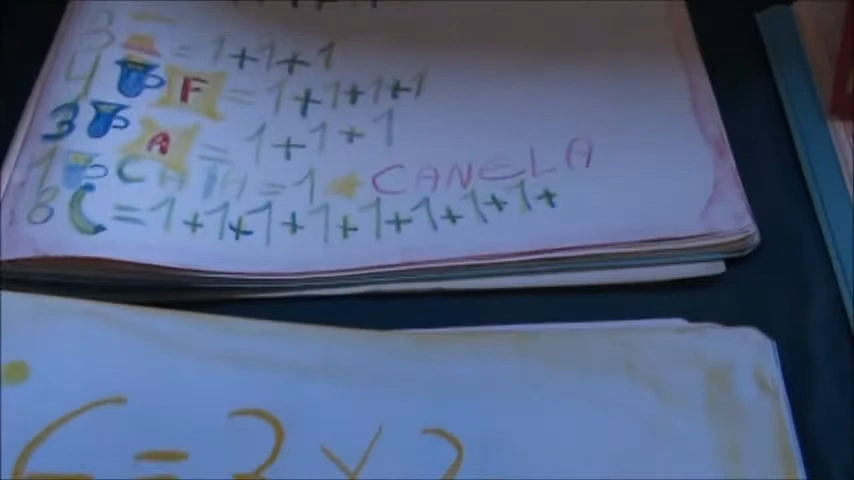 3 = 1+1+1
4 F = 1+1+1+1
3 A = 1+1+1
1 CHIA = 1 CANELA
8 = 1+1+1+1+1+1+1+1+
6 = 3 × 2